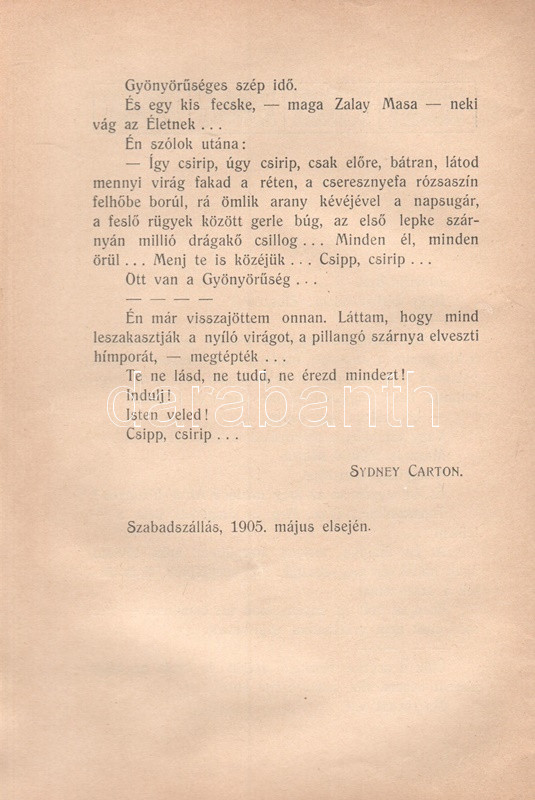 Gyönyörűséges szép idő.
És egy kis fecske, — maga Zalay Masa — neki
vág az Életnek . . .
Én szólok utána:
— Így csirip, úgy csirip, csak előre, bátran, látod
mennyi virág fakad a réten, a cseresznyefa rózsaszín
felhőbe borúl, rá ömlik arany kévéjével a napsugár,
a feslő rügyek között gerle búg, az első lepke szár-
nyán millió drágakő csillog . . . Minden él, minden
örül . . . Menj te is közéjük . . . Csipp, csirip . . .
Ott van a Gyönyörűség . . .
— — — —
Én már visszajöttem onnan. Láttam, hogy mind
leszakasztják a nyíló virágot, a pillangó szárnya elveszti
hímporát, — megtépték . . .
Te ne lásd, ne tudd, ne érezd mindezt!
Indulj!
Isten veled!
Csipp, csirip . . .
SYDNEY CARTON.
Szabadszállás, 1905. május elsején.
darabanth